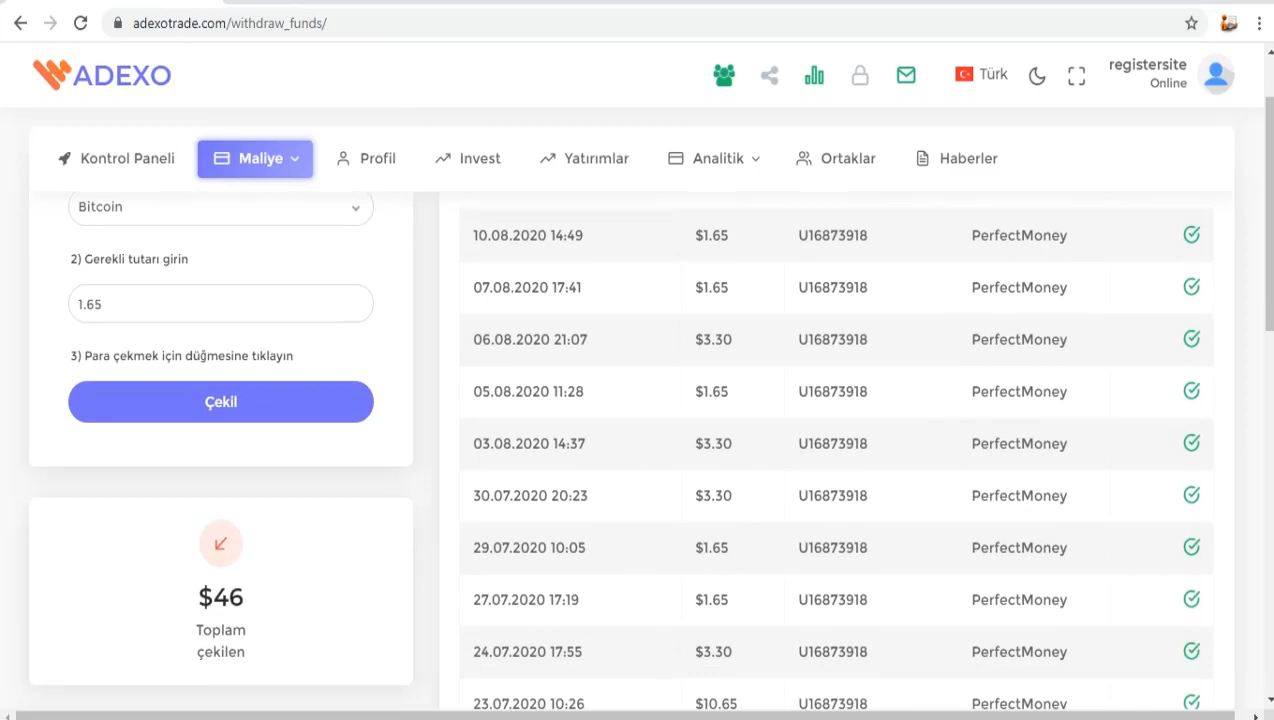 adexotrade.com/withdraw_funds/
ADEXO
Türk
registersite
Online
Kontrol Paneli
Maliye
Profil
Invest
Yatırımlar
Analitik
Ortaklar
Haberler
Bitcoin
2) Gerekli tutarı girin
1.65
3) Para çekmek için düğmesine tıklayın
Çekil
$46
Toplam
çekilen
10.08.2020 14:49 $1.65 U16873918 PerfectMoney
07.08.2020 17:41 $1.65 U16873918 PerfectMoney
06.08.2020 21:07 $3.30 U16873918 PerfectMoney
05.08.2020 11:28 $1.65 U16873918 PerfectMoney
03.08.2020 14:37 $3.30 U16873918 PerfectMoney
30.07.2020 20:23 $3.30 U16873918 PerfectMoney
29.07.2020 10:05 $1.65 U16873918 PerfectMoney
27.07.2020 17:19 $1.65 U16873918 PerfectMoney
24.07.2020 17:55 $3.30 U16873918 PerfectMoney
23.07.2020 10:26 $10.65 U16873918 PerfectMoney